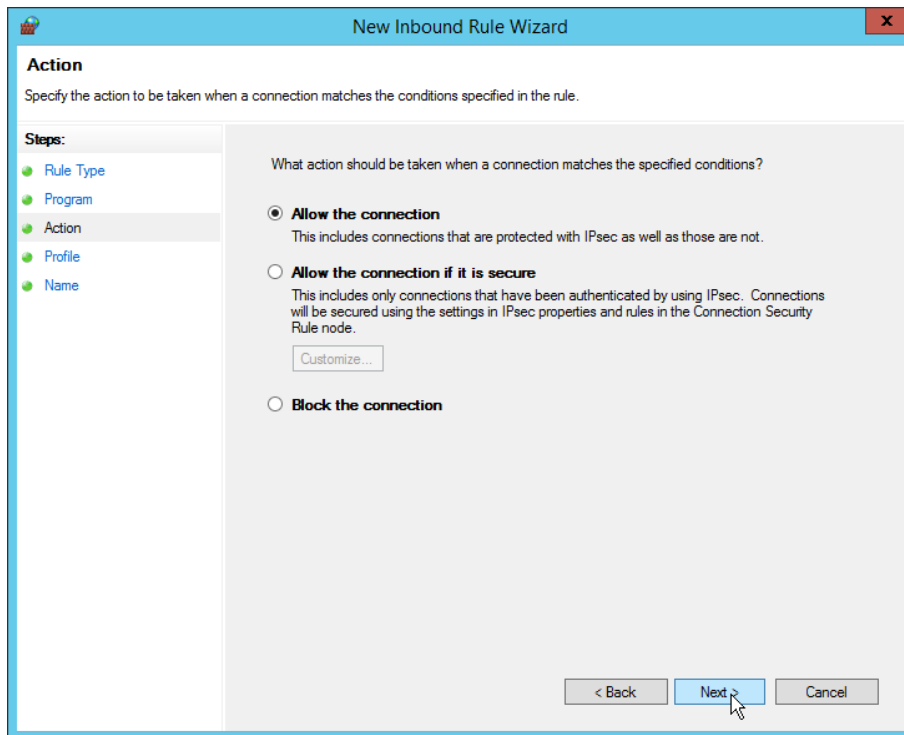 New Inbound Rule Wizard
x
Action
Specify the action to be taken when a connection matches the conditions specified in the rule.
Steps:
Rule Type
Program
Action
Profile
Name
What action should be taken when a connection matches the specified conditions?
Allow the connection
This includes connections that are protected with IPsec as well as those are not.
Allow the connection if it is secure
This includes only connections that have been authenticated by using IPsec. Connections
will be secured using the settings in IPsec properties and rules in the Connection Security
Rule node.
Customize...
Block the connection
< Back
Next >
Cancel